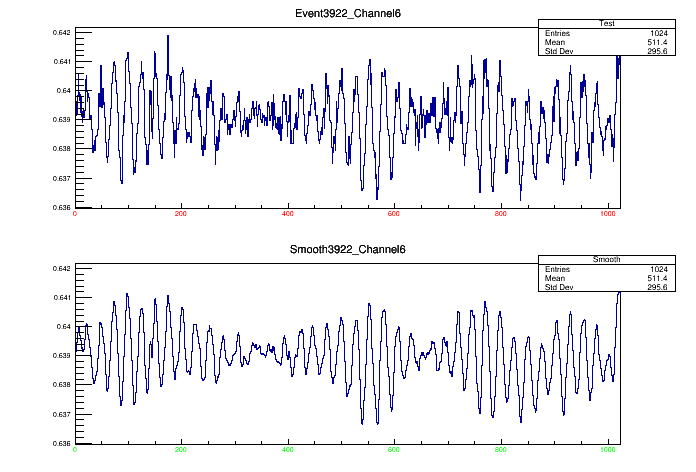 Event3922_Channel6
Test
Entries 1024
Mean 511.4
Std Dev 295.6
0.642
0.641
0.64
0.639
0.638
0.637
0.636
0 200 400 600 800 1000
Smooth3922_Channel6
Smooth
Entries 1024
Mean 511.4
Std Dev 295.6
0.642
0.641
0.64
0.639
0.638
0.637
0.636
0 200 400 600 800 1000